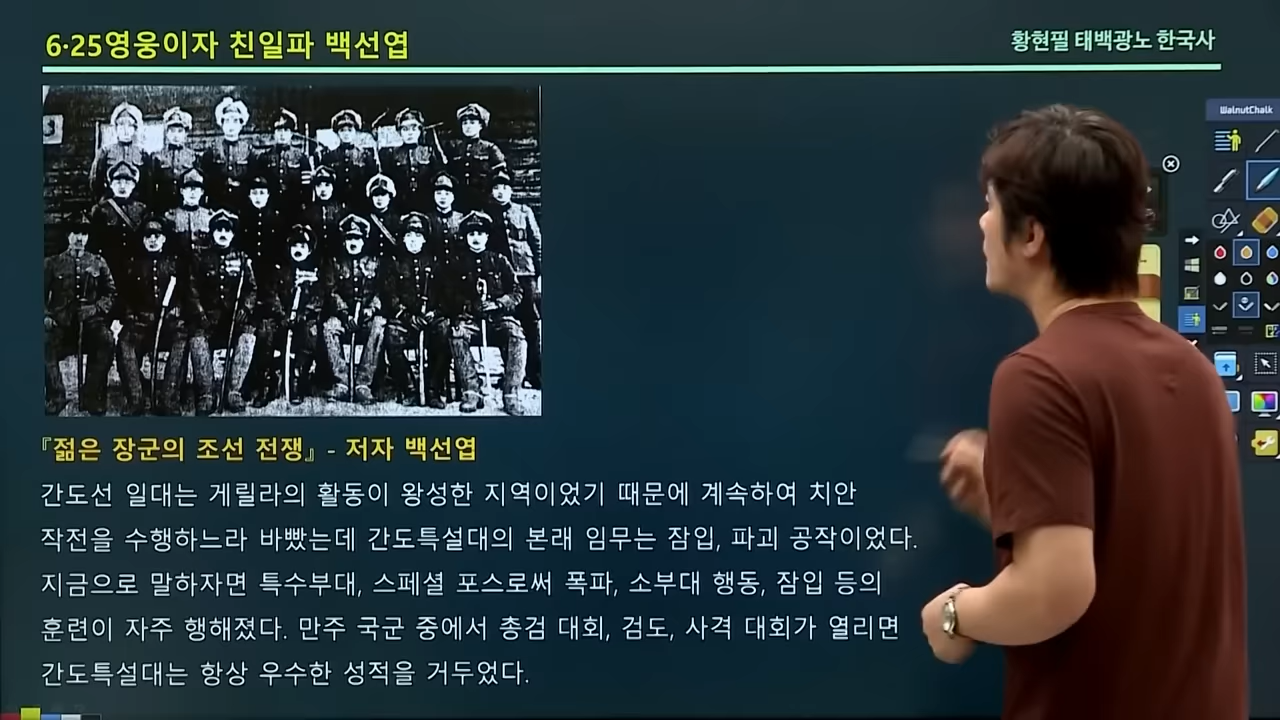 6·25영웅이자 친일파 백선엽
황현필 태백광노 한국사
WalnutChalk
『젊은 장군의 조선 전쟁』 - 저자 백선엽
간도선 일대는 게릴라의 활동이 왕성한 지역이었기 때문에 계속하여 치안
작전을 수행하느라 바빴는데 간도특설대의 본래 임무는 잠입, 파괴 공작이었다.
지금으로 말하자면 특수부대, 스페셜 포스로써 폭파, 소부대 행동, 잠입 등의
훈련이 자주 행해졌다. 만주 국군 중에서 총검 대회, 검도, 사격 대회가 열리면
간도특설대는 항상 우수한 성적을 거두었다.